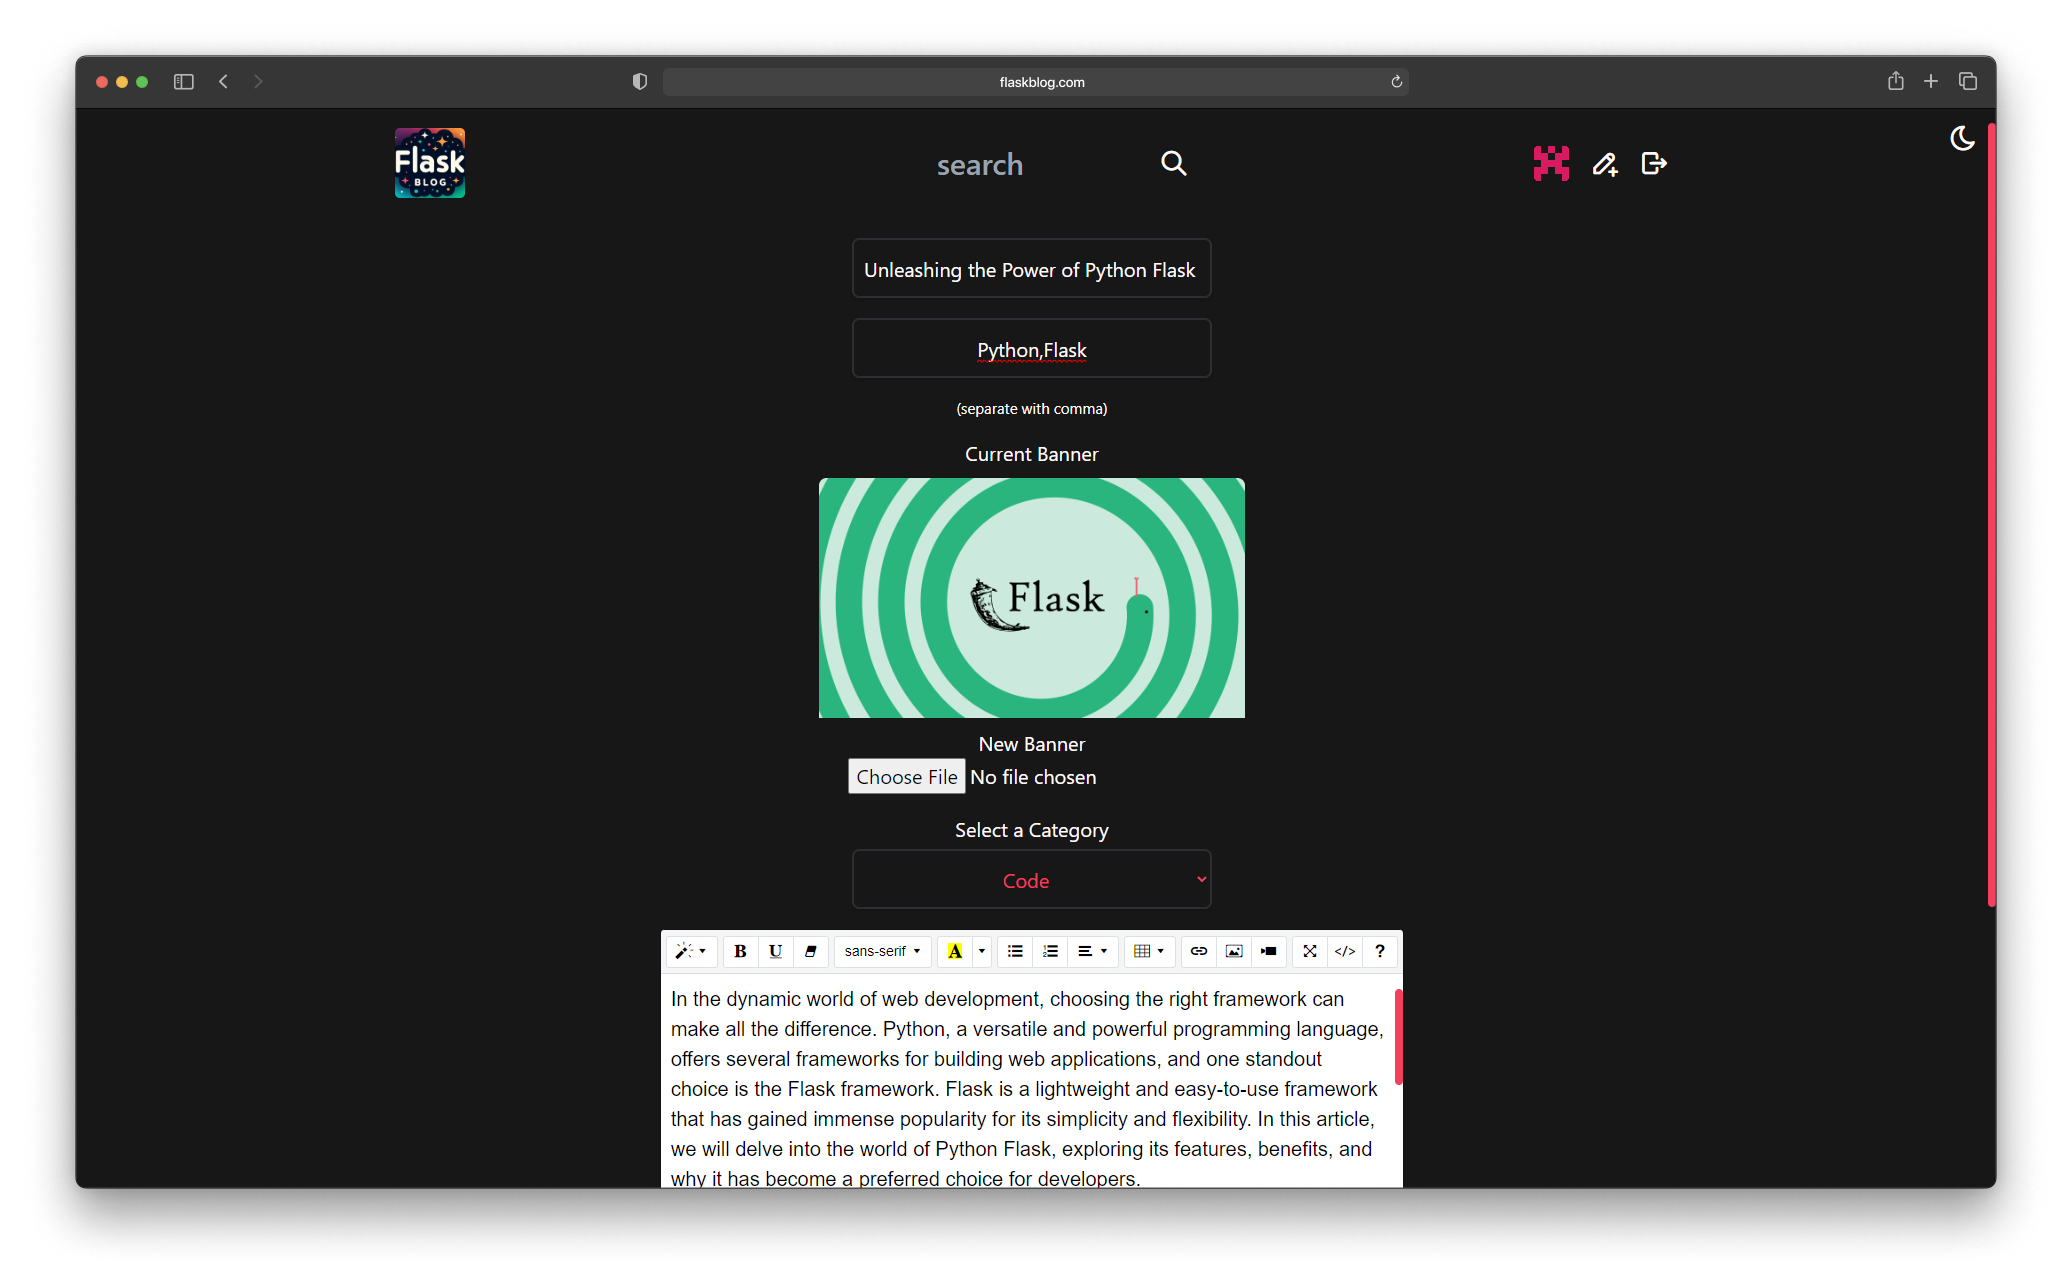 flaskblog.com
Flask
BLOG
search
Unleashing the Power of Python Flask
Python,Flask
(separate with comma)
Current Banner
Flask
New Banner
Choose File No file chosen
Select a Category
Code
B U sans-serif A </> ?
In the dynamic world of web development, choosing the right framework can
make all the difference. Python, a versatile and powerful programming language,
offers several frameworks for building web applications, and one standout
choice is the Flask framework. Flask is a lightweight and easy-to-use framework
that has gained immense popularity for its simplicity and flexibility. In this article,
we will delve into the world of Python Flask, exploring its features, benefits, and
why it has become a preferred choice for developers.